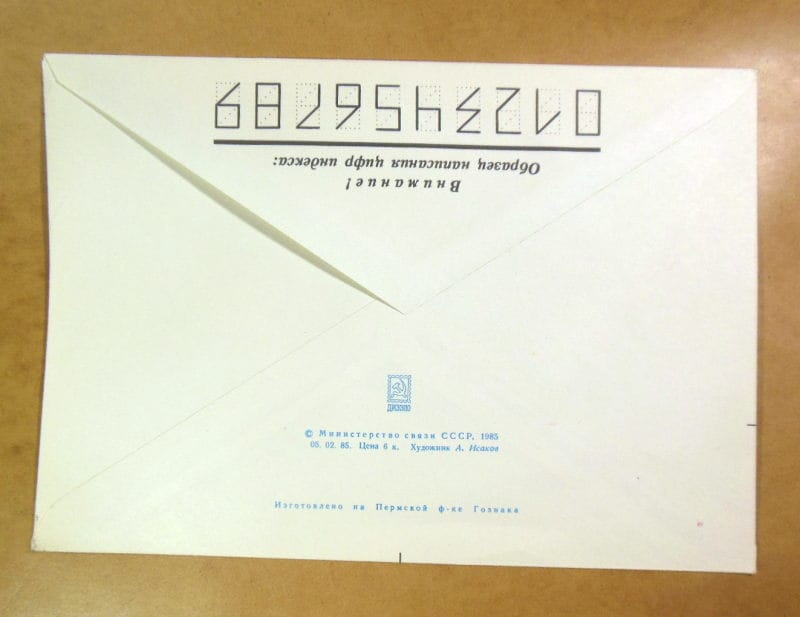 Внимание!
Образец написания цифр индекса:
0123456789
ДИЭЗПО
© Министерство связи СССР, 1985
05. 02. 85. Цена 6 к. Художник А. Исаков
Изготовлено на Пермской ф-ке Гознака